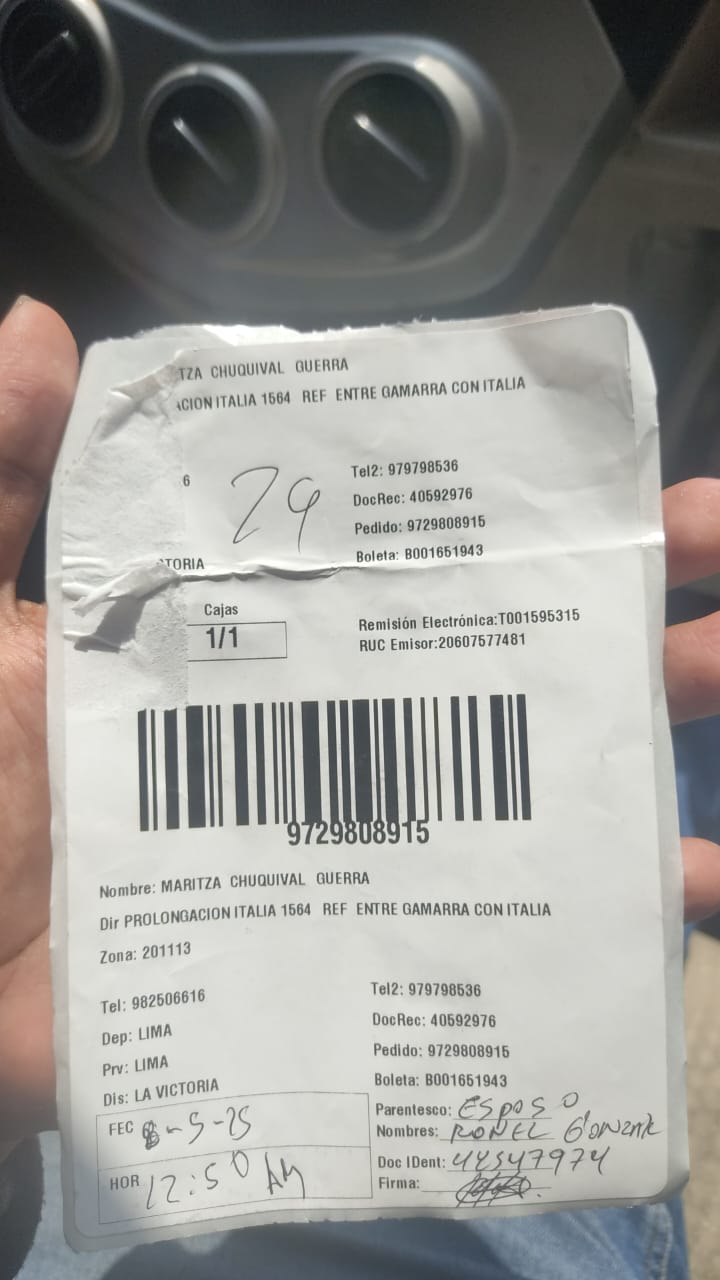 TZA CHUQUIVAL GUERRA
ACION ITALIA 1564 REF ENTRE GAMARRA CON ITALIA
6
29
Tel2: 979798536
DocRec: 40592976
Pedido: 9729808915
TORIA
Boleta: B001651943
Cajas
1/1
Remisión Electrónica:T001595315
RUC Emisor:20607577481
9729808915
Nombre: MARITZA CHUQUIVAL GUERRA
Dir PROLONGACION ITALIA 1564 REF ENTRE GAMARRA CON ITALIA
Zona: 201113
Tel: 982506616
Tel2: 979798536
Dep: LIMA
DocRec: 40592976
Prv: LIMA
Pedido: 9729808915
Dis: LA VICTORIA
Boleta: B001651943
Parentesco: ESPOSO
FEC -5-25
Nombres: RONEL
Doc IDent: 44547974
HOR 12:50 AM
Firma: